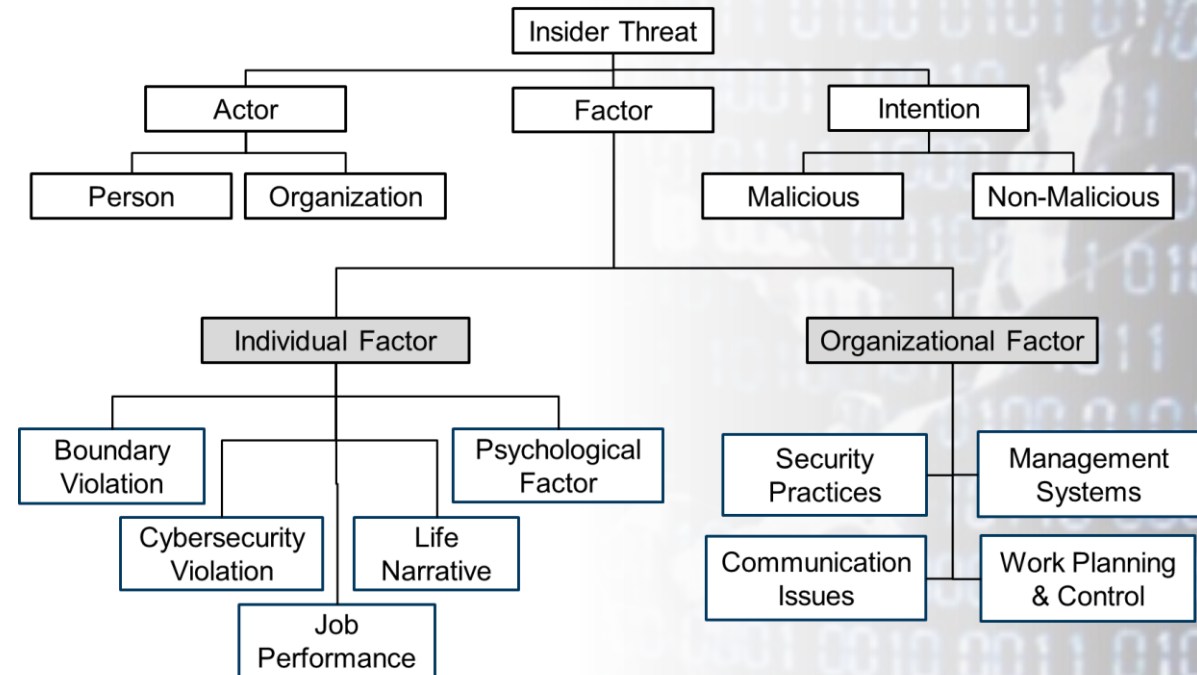 Insider Threat
Actor
Factor
Intention
Person
Organization
Malicious
Non-Malicious
Individual Factor
Organizational Factor
Boundary
Violation
Psychological
Factor
Security
Practices
Management
Systems
Cybersecurity
Violation
Life
Narrative
Communication
Issues
Work Planning
& Control
Job
Performance